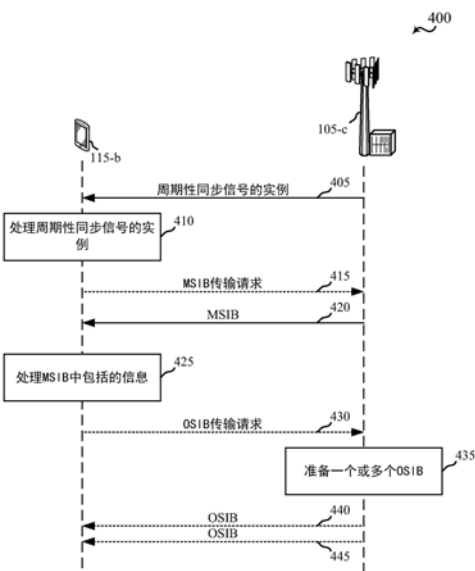 400
105-c
115-b
周期性同步信号的实例
405
处理周期性同步信号的实
例
410
MSIB传输请求
415
MSIB
420
处理MSIB中包括的信息
425
OSIB传输请求
430
准备一个或多个OSIB
435
OSIB
440
OSIB
445